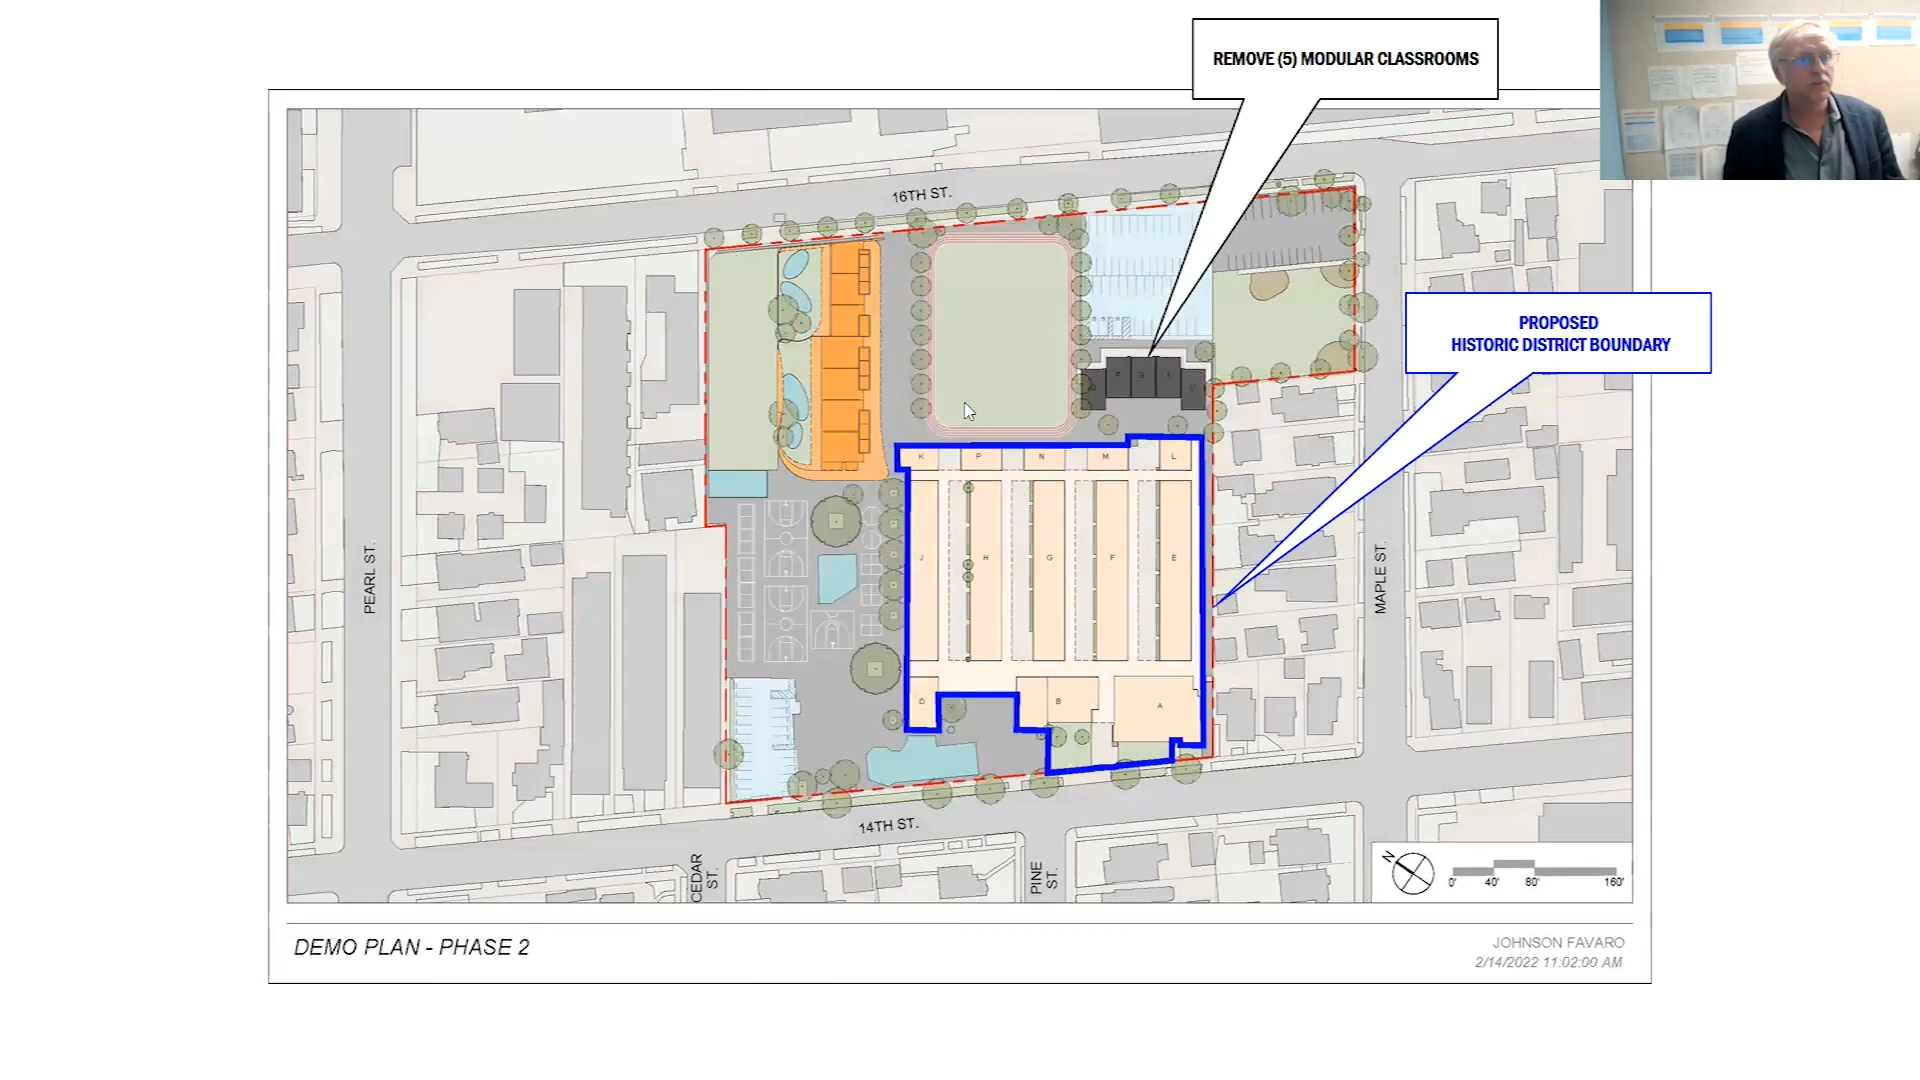 REMOVE (5) MODULAR CLASSROOMS
16TH ST.
PROPOSED
HISTORIC DISTRICT BOUNDARY
K P N M L
J H G F E
D B A
PEARL ST.
MAPLE ST.
14TH ST.
CEDAR
ST.
PINE
ST.
N
0' 40' 80' 160'
DEMO PLAN - PHASE 2
JOHNSON FAVARO
2/14/2022 11:02:00 AM